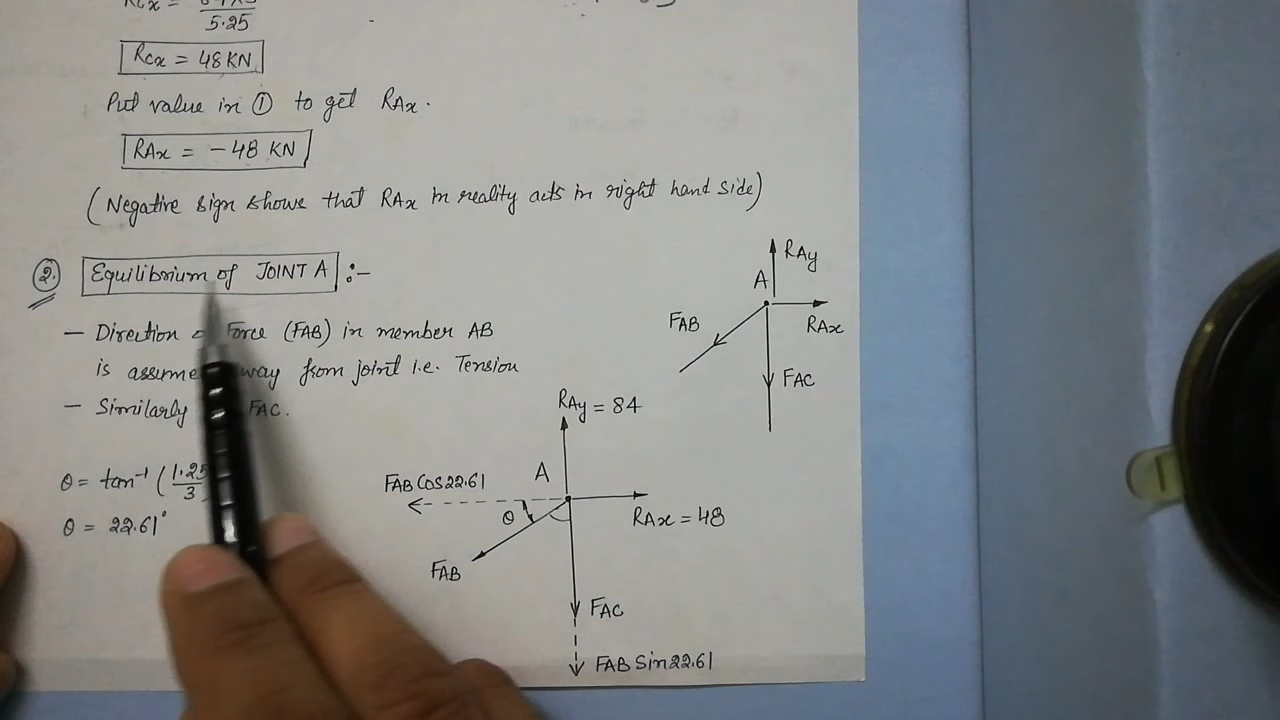 5.25
RCx = 48 KN
Put value in ① to get RAx.
RAx = -48 KN
(Negative sign shows that RAx in reality acts in right hand side)
2. Equilibrium of JOINT A :-
— Direction Force (FAB) in member AB
is from joint i.e. Tension
— Similarly FAC.
θ = tan⁻¹ (1.25/3
θ = 22.61°
RAy
A
RAx
FAB
FAC
RAy = 84
A
FAB Cos 22.61
θ
RAx = 48
FAB
FAC
FAB Sin 22.61